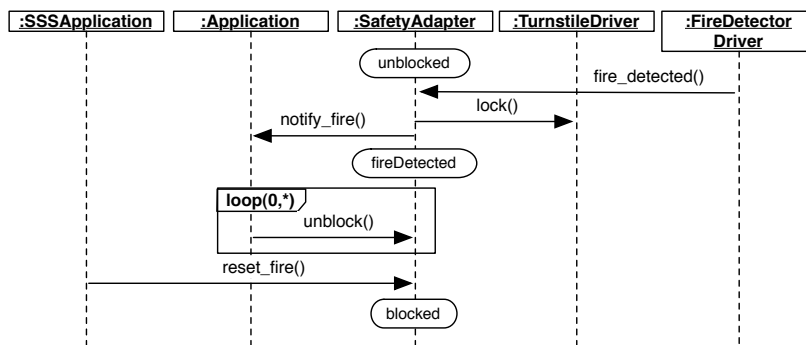 :SSSApplication
:Application
:SafetyAdapter
:TurnstileDriver
:FireDetector
Driver
unblocked
fire_detected()
lock()
notify_fire()
fireDetected
loop(0,*)
unblock()
reset_fire()
blocked